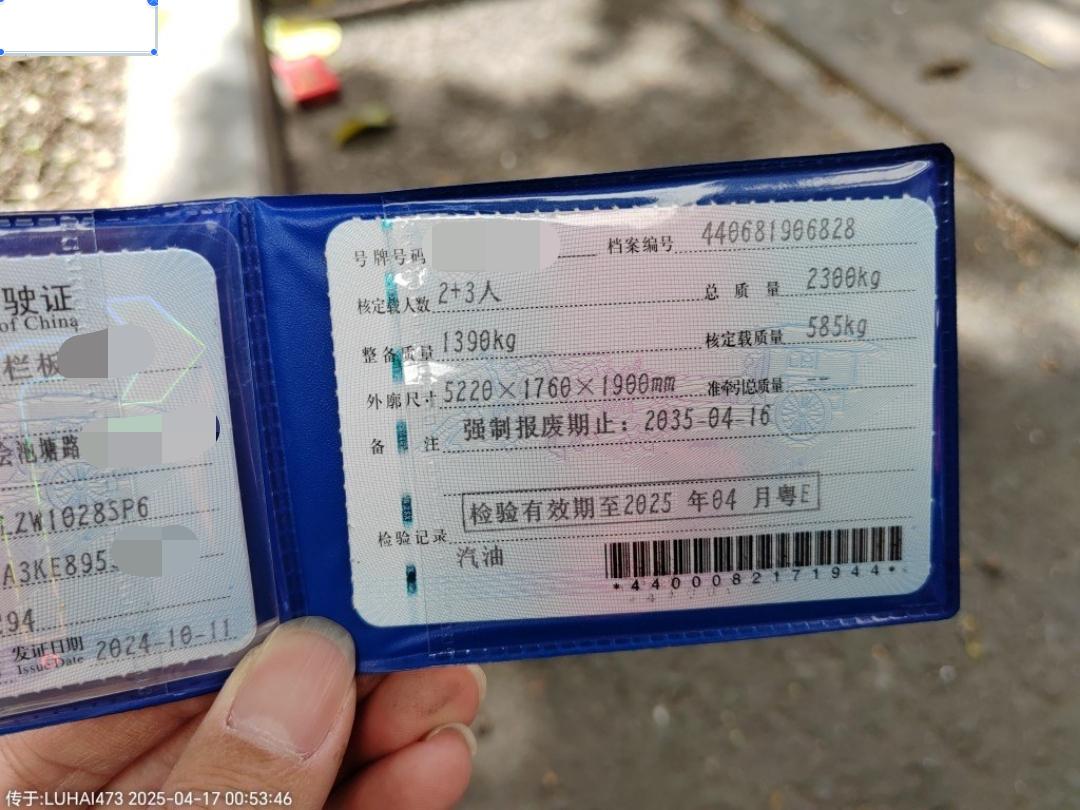 驶证
of China
栏板
池塘路
ZW1028SP6
A3KE895
294
发证日期 2024-10-11
Issue Date
号牌号码
档案编号 440681906828
核定载人数 2+3人
总质量 2300kg
整备质量 1390kg
核定载质量 585kg
外廓尺寸 5220×1760×1900mm
准牵引总质量 --
备注 强制报废期止：2035-04-16
检验有效期至2025 年04 月粤E
检验记录
汽油
*4400082171944*
传于:LUHAI473 2025-04-17 00:53:46